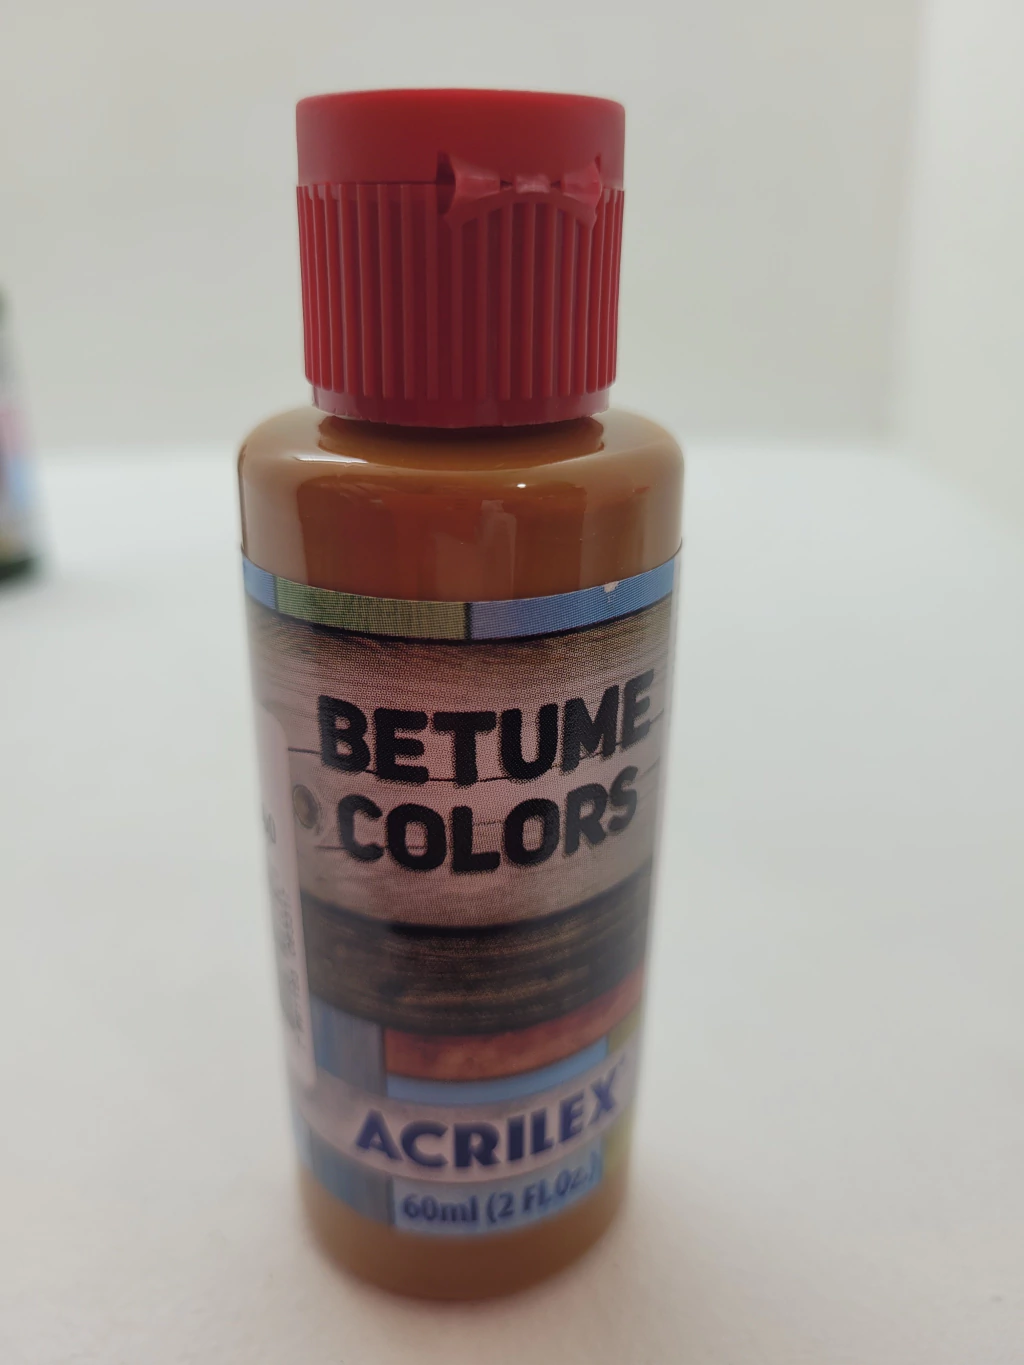 BETUME
COLORS
ACRILEX
60ml (2 Fl.Oz.)